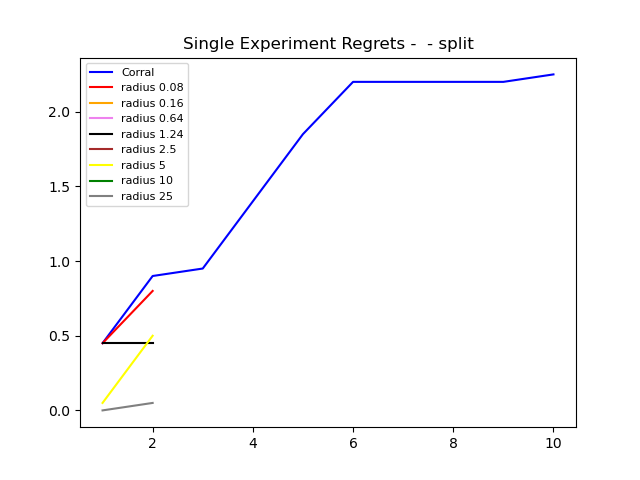 Single Experiment Regrets -  - split
Corral
radius 0.08
radius 0.16
radius 0.64
radius 1.24
radius 2.5
radius 5
radius 10
radius 25
2.0
1.5
1.0
0.5
0.0
2 4 6 8 10